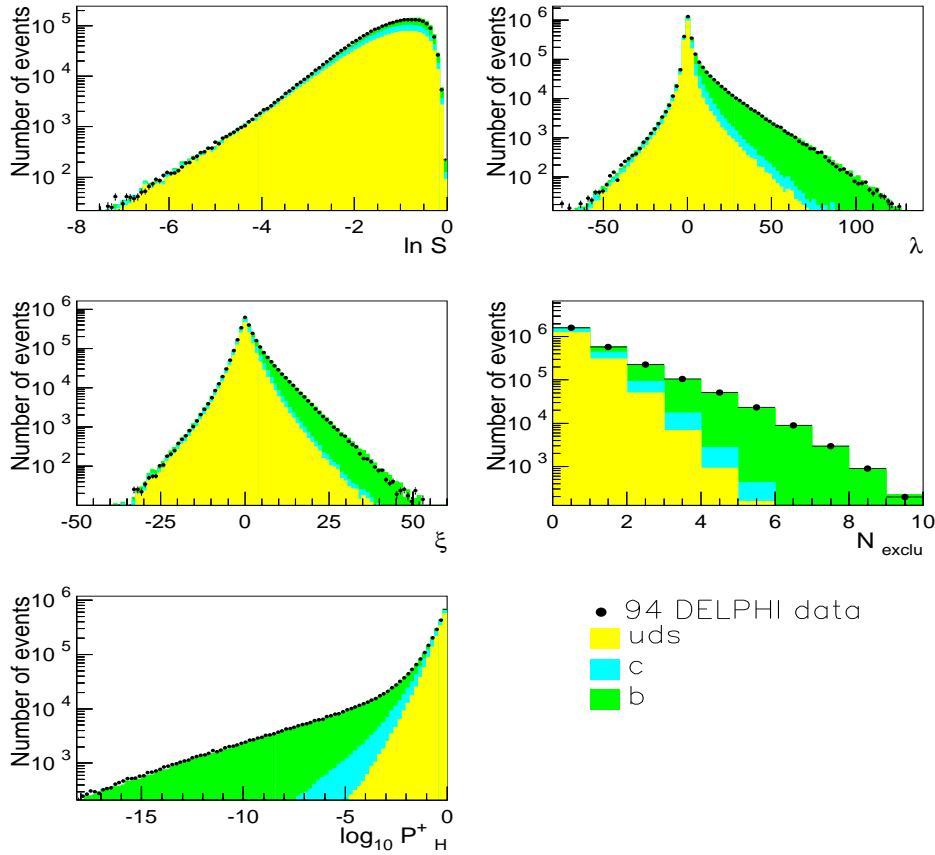 Number of events
10^5
10^4
10^3
10^2
-8 -6 -4 -2 0
ln S
Number of events
10^6
10^5
10^4
10^3
10^2
-50 0 50 100
λ
Number of events
10^6
10^5
10^4
10^3
10^2
-50 -25 0 25 50
ξ
Number of events
10^6
10^5
10^4
10^3
0 2 4 6 8 10
N exclu
Number of events
10^6
10^5
10^4
10^3
-15 -10 -5 0
log10 P+ H
94 DELPHI data
uds
c
b